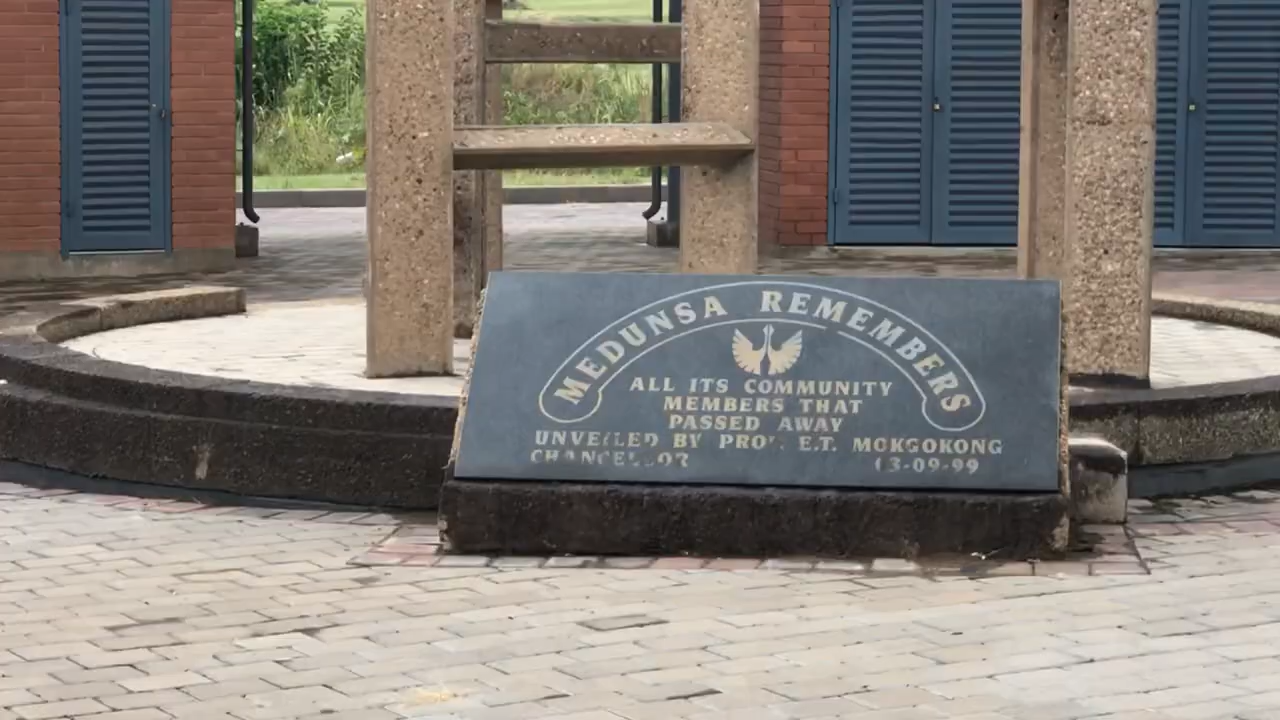 MEDUNSA REMEMBERS
ALL ITS COMMUNITY
MEMBERS THAT
PASSED AWAY
UNVEILED BY PROF. E.T. MOKGOKONG
CHANCELLOR 13-09-99